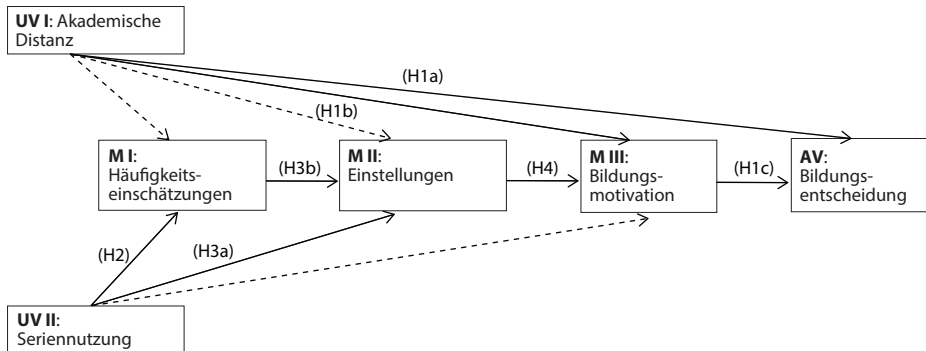 UV I: Akademische
Distanz
(H1a)
(H1b)
M I:
Häufigkeits-
einschätzungen
(H3b)
M II:
Einstellungen
(H4)
M III:
Bildungs-
motivation
(H1c)
AV:
Bildungs-
entscheidung
(H2)
(H3a)
UV II:
Seriennutzung